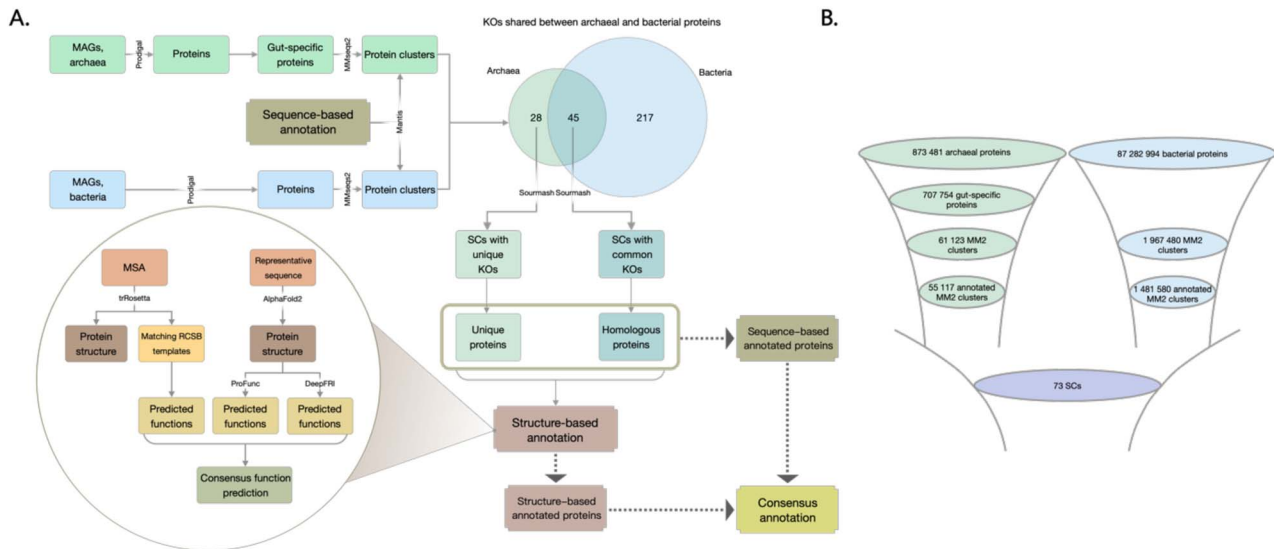 A.
B.
KOs shared between archaeal and bacterial proteins
MAGs,
archaea
Prodigal
Proteins
Gut-specific
proteins
MMseqs2
Protein clusters
Archaea
Bacteria
28
45
217
Sequence-based
annotation
Mantis
MAGs,
bacteria
Prodigal
Proteins
MMseqs2
Protein clusters
Sourmash
Sourmash
SCs with
unique
KOs
SCs with
common
KOs
Unique
proteins
Homologous
proteins
Sequence-based
annotated proteins
MSA
trRosetta
Protein
structure
Matching RCSB
templates
Representative
sequence
AlphaFold2
Protein
structure
ProFunc
DeepFRI
Predicted
functions
Predicted
functions
Predicted
functions
Consensus function
prediction
Structure-based
annotation
Structure-based
annotated proteins
Consensus
annotation
873 481 archaeal proteins
87 282 994 bacterial proteins
707 754 gut-specific
proteins
61 123 MM2
clusters
1 967 480 MM2
clusters
55 117 annotated
MM2 clusters
1 481 580 annotated
MM2 clusters
73 SCs